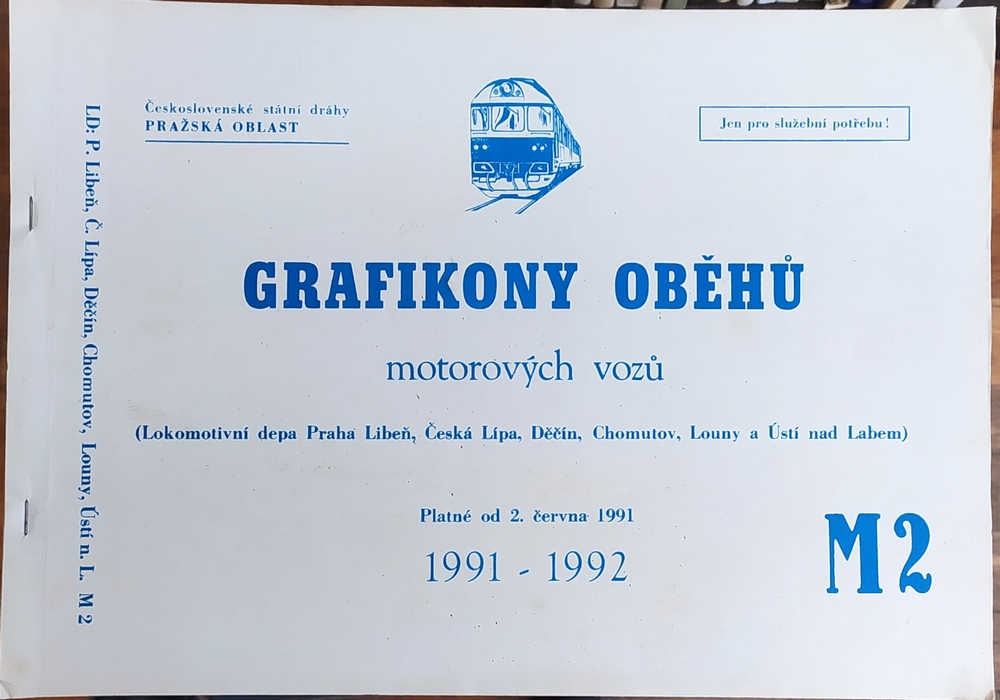 Československé státní dráhy
PRAŽSKÁ OBLAST
Jen pro služební potřebu!
GRAFIKONY OBĚHŮ
motorových vozů
(Lokomotivní depa Praha Libeň, Česká Lípa, Děčín, Chomutov, Louny a Ústí nad Labem)
Platné od 2. června 1991
1991 - 1992
M 2
LD: P. Libeň, Č. Lípa, Děčín, Chomutov, Louny, Ústí n. L. M 2